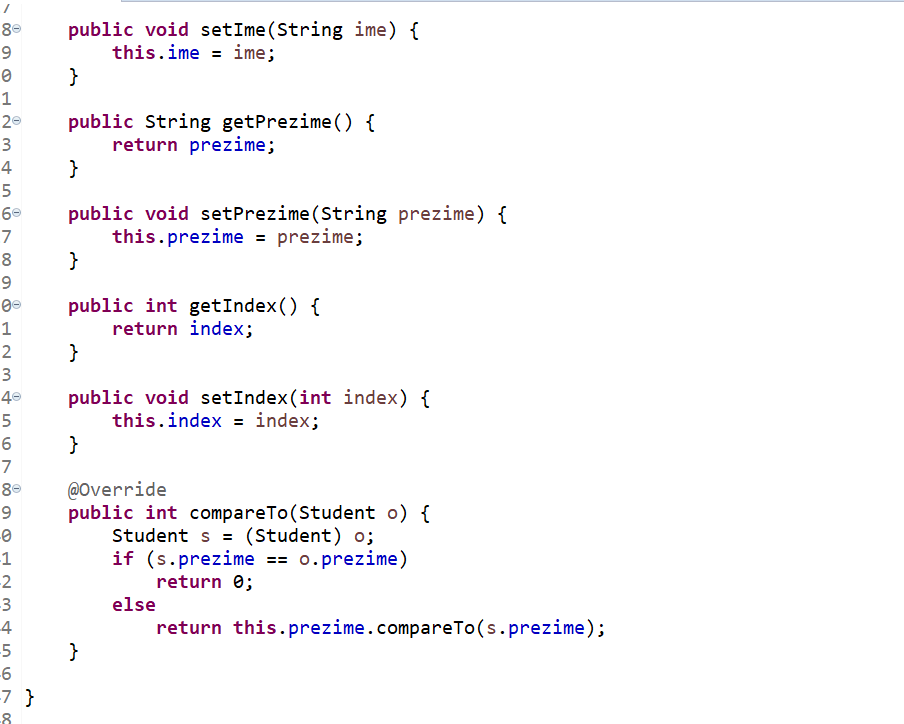 7
8 public void setIme(String ime) {
9 this.ime = ime;
0 }
1
2 public String getPrezime() {
3 return prezime;
4 }
5
6 public void setPrezime(String prezime) {
7 this.prezime = prezime;
8 }
9
0 public int getIndex() {
1 return index;
2 }
3
4 public void setIndex(int index) {
5 this.index = index;
6 }
7
8 @Override
9 public int compareTo(Student o) {
0 Student s = (Student) o;
1 if (s.prezime == o.prezime)
2 return 0;
3 else
4 return this.prezime.compareTo(s.prezime);
5 }
6
7 }
8